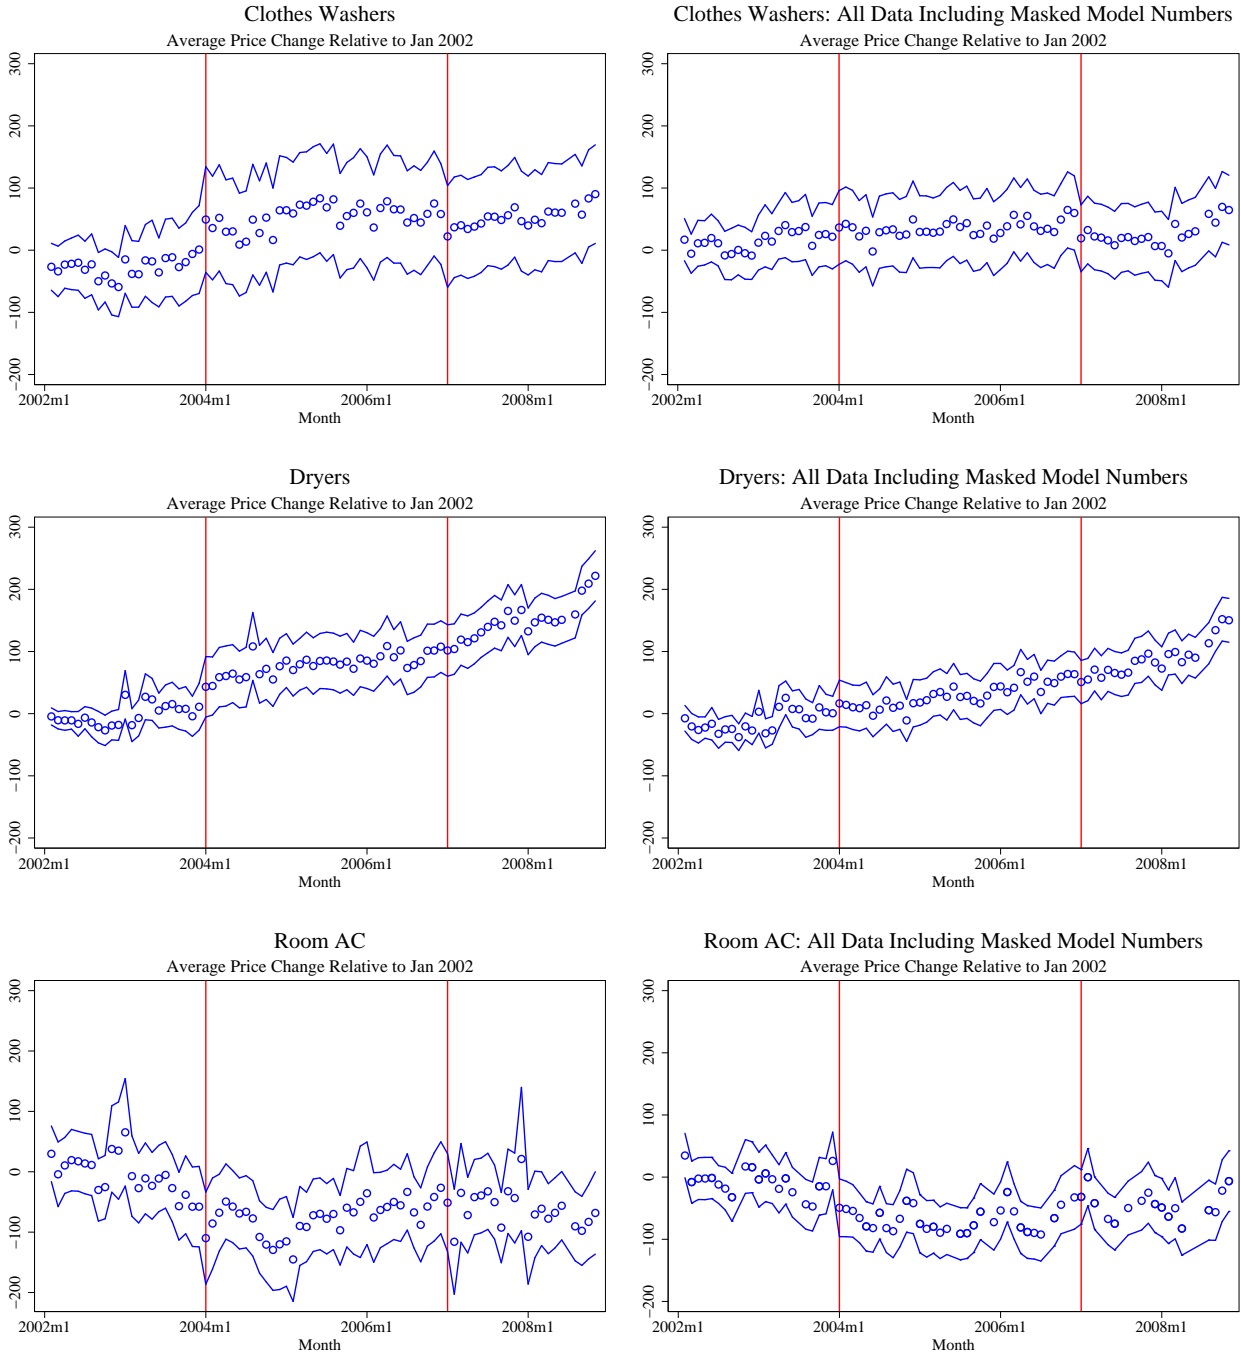 Clothes Washers
Average Price Change Relative to Jan 2002
300
200
100
0
−100
−200
2002m1 2004m1 2006m1 2008m1
Month
Clothes Washers: All Data Including Masked Model Numbers
Average Price Change Relative to Jan 2002
300
200
100
0
−100
−200
2002m1 2004m1 2006m1 2008m1
Month
Dryers
Average Price Change Relative to Jan 2002
300
200
100
0
−100
−200
2002m1 2004m1 2006m1 2008m1
Month
Dryers: All Data Including Masked Model Numbers
Average Price Change Relative to Jan 2002
300
200
100
0
−100
−200
2002m1 2004m1 2006m1 2008m1
Month
Room AC
Average Price Change Relative to Jan 2002
300
200
100
0
−100
−200
2002m1 2004m1 2006m1 2008m1
Month
Room AC: All Data Including Masked Model Numbers
Average Price Change Relative to Jan 2002
300
200
100
0
−100
−200
2002m1 2004m1 2006m1 2008m1
Month